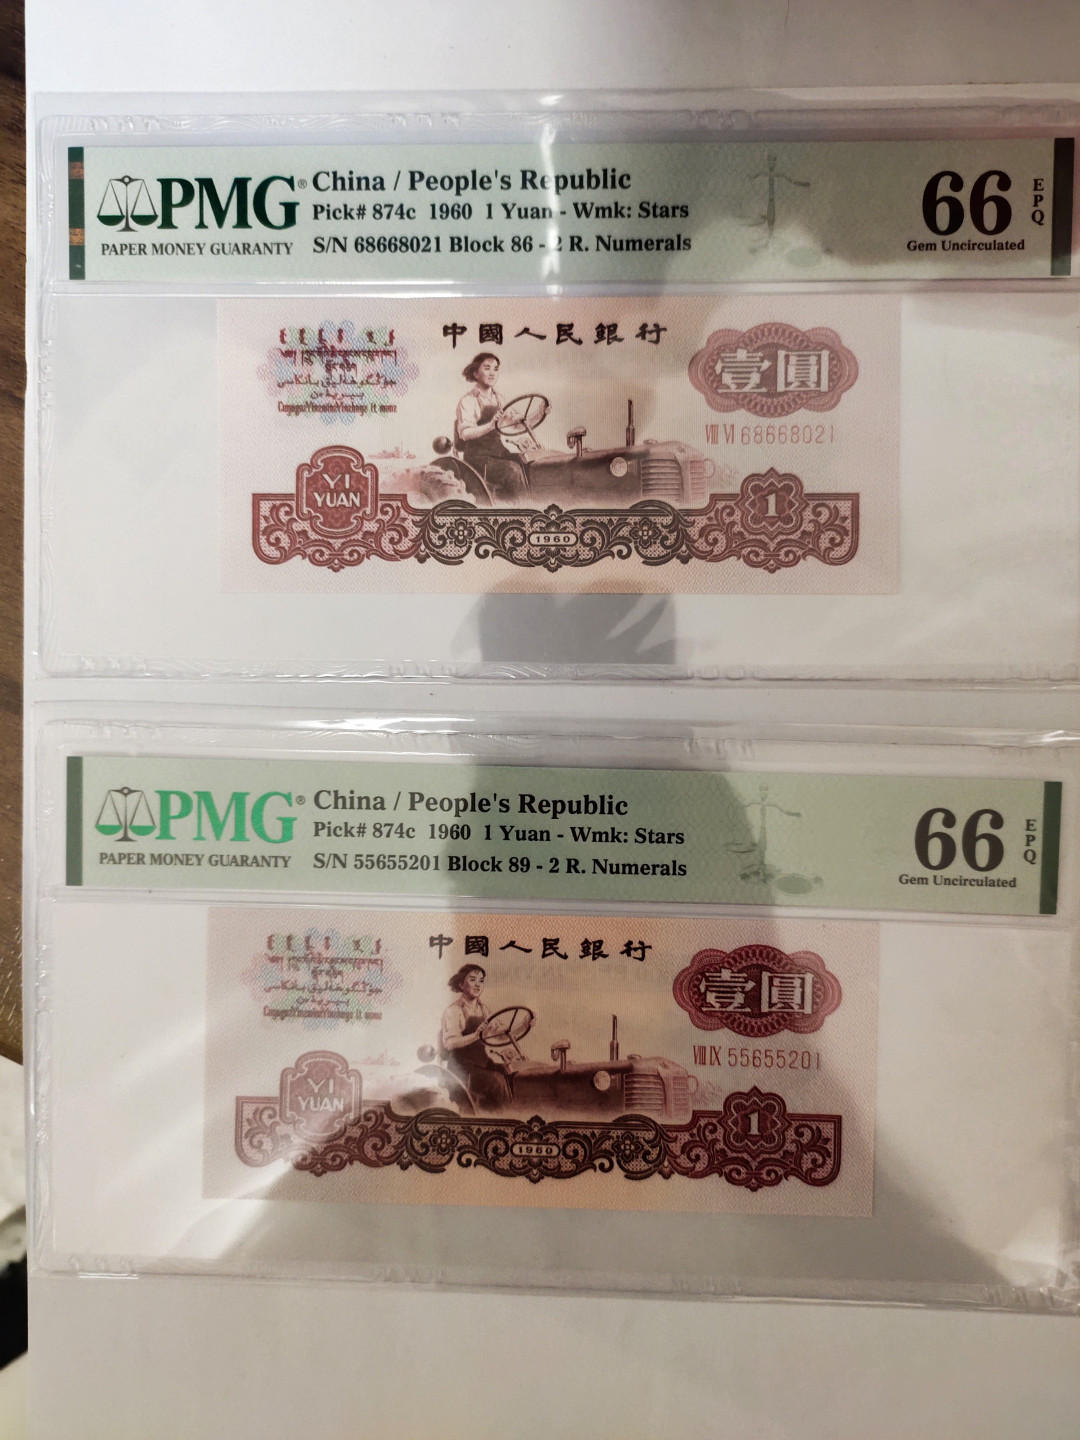 PMG®
PAPER MONEY GUARANTY
China / People's Republic
Pick# 874c 1960 1 Yuan - Wmk: Stars
S/N 68668021 Block 86 - 2 R. Numerals
66
EPQ
Gem Uncirculated
中國人民銀行
壹圓
VIII VI 68668021
YI
YUAN
1960
1
PMG®
PAPER MONEY GUARANTY
China / People's Republic
Pick# 874c 1960 1 Yuan - Wmk: Stars
S/N 55655201 Block 89 - 2 R. Numerals
66
EPQ
Gem Uncirculated
中國人民銀行
壹圓
VIII IX 55655201
YI
YUAN
1960
1